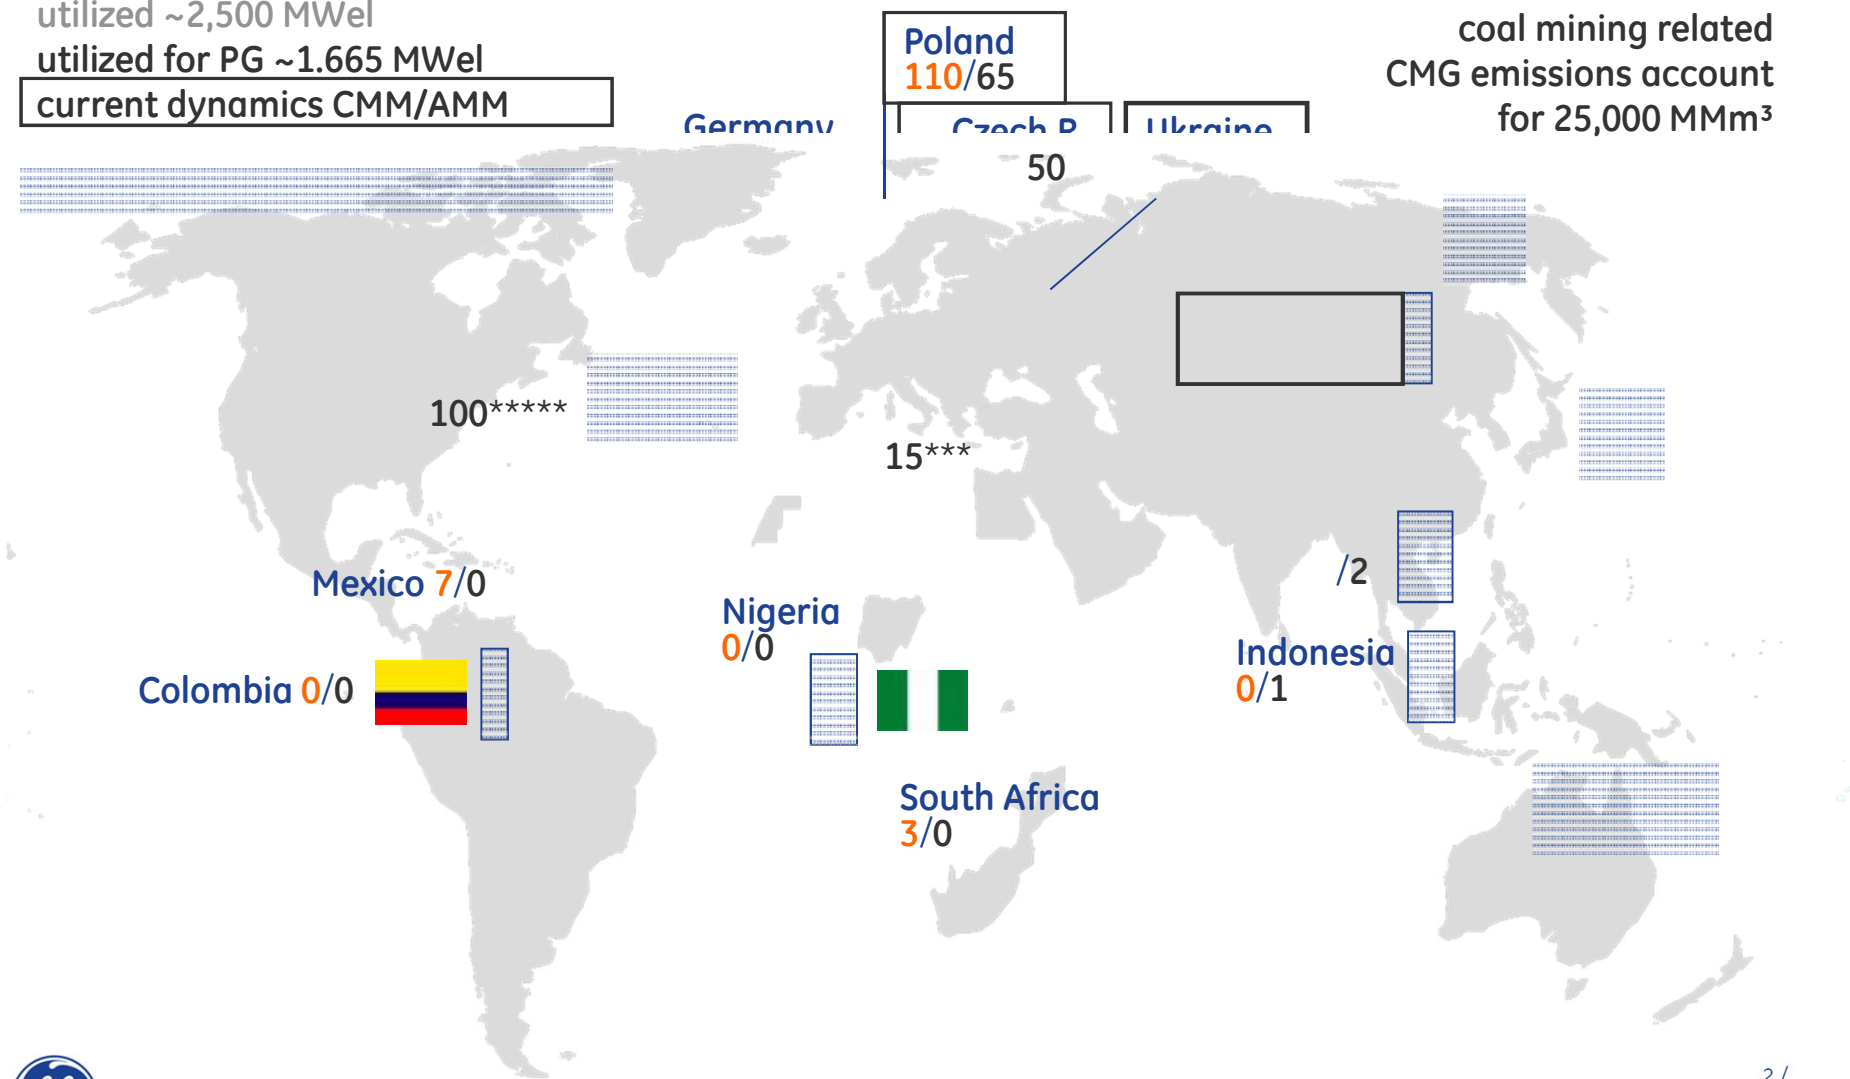 utilized ~2,500 MWel
utilized for PG ~1.665 MWel
current dynamics CMM/AMM
Poland
110/65
coal mining related
CMG emissions account
for 25,000 MMm³
Germany
Czech R
Ukraine
50
100*****
15***
/2
Mexico 7/0
Nigeria
0/0
Indonesia
0/1
Colombia 0/0
South Africa
3/0
2 /